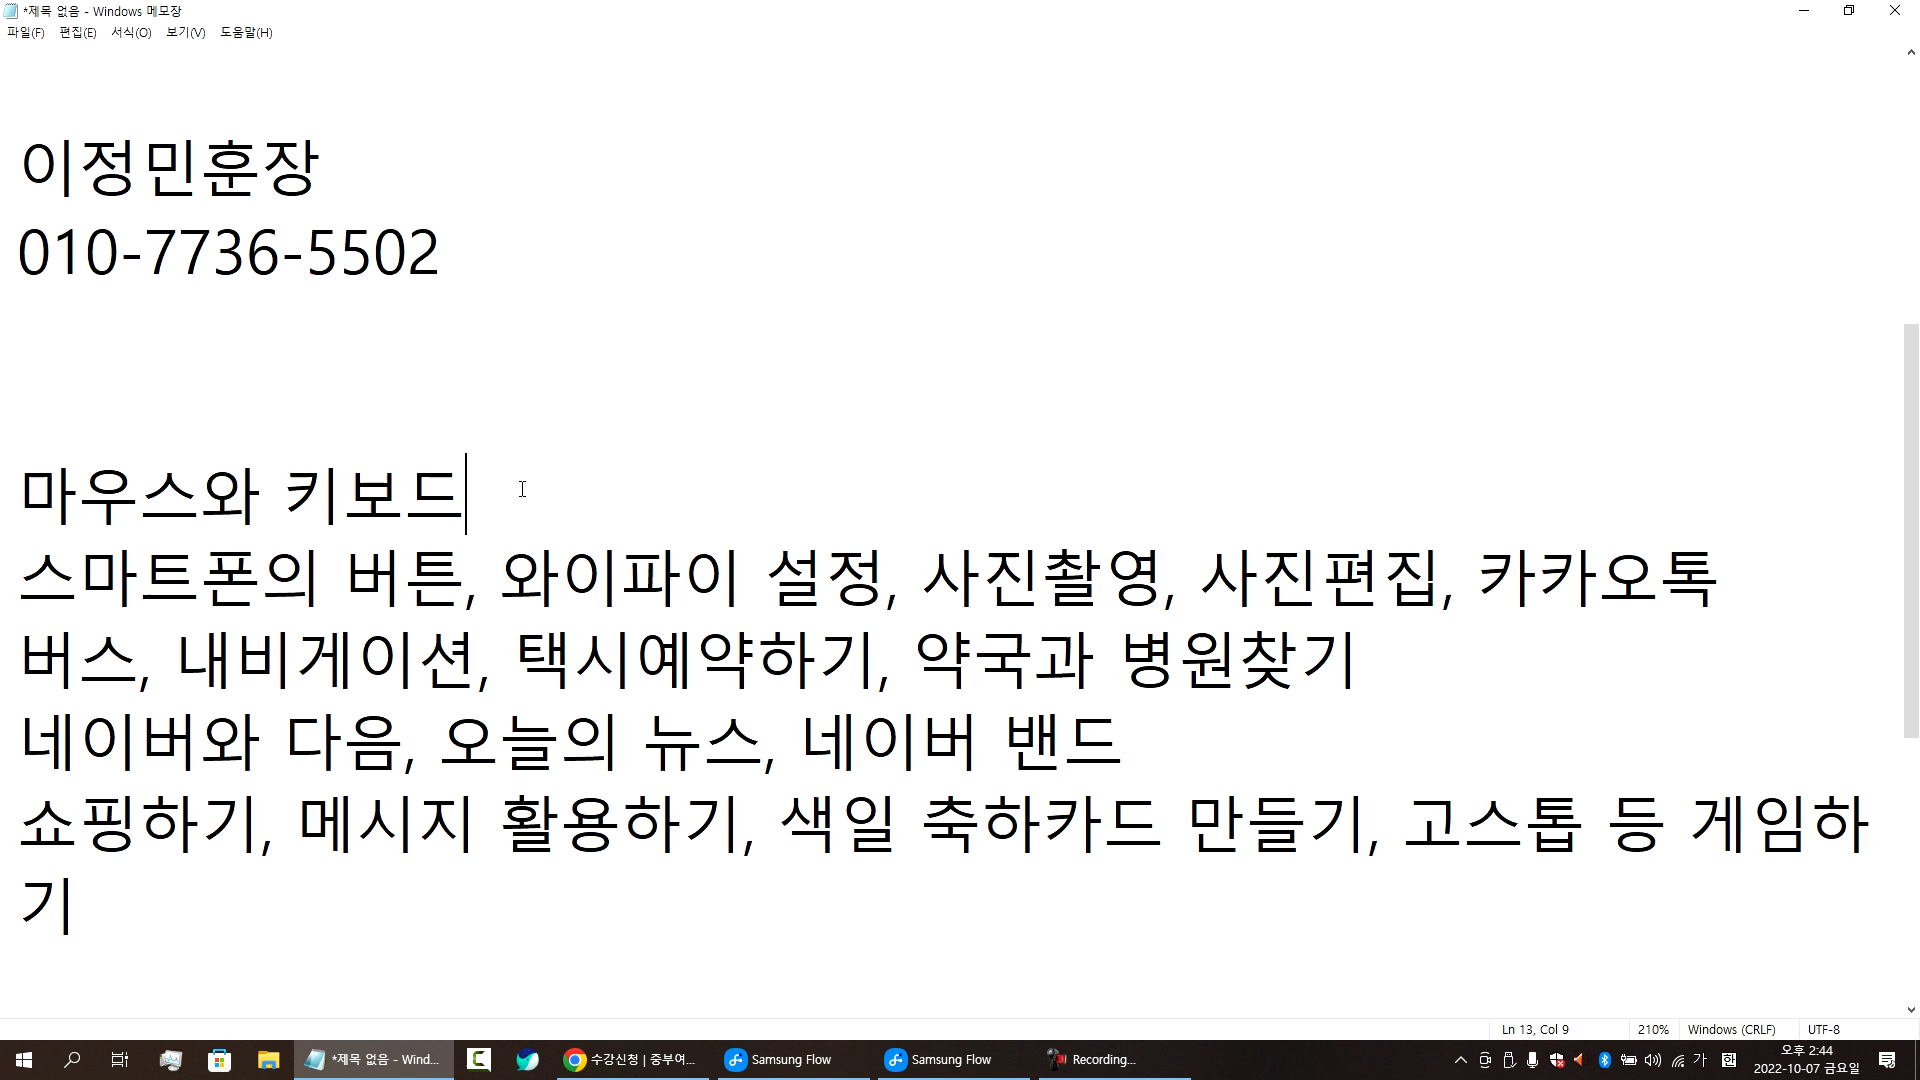 *제목 없음 - Windows 메모장
파일(F) 편집(E) 서식(O) 보기(V) 도움말(H)
이정민훈장
010-7736-5502
마우스와 키보드
스마트폰의 버튼, 와이파이 설정, 사진촬영, 사진편집, 카카오톡
버스, 내비게이션, 택시예약하기, 약국과 병원찾기
네이버와 다음, 오늘의 뉴스, 네이버 밴드
쇼핑하기, 메시지 활용하기, 색일 축하카드 만들기, 고스톱 등 게임하
기
Ln 13, Col 9 210% Windows (CRLF) UTF-8
*제목 없음 - Wind... 수강신청 | 중부여... Samsung Flow Samsung Flow Recording... 가 한 오후 2:44
2022-10-07 금요일